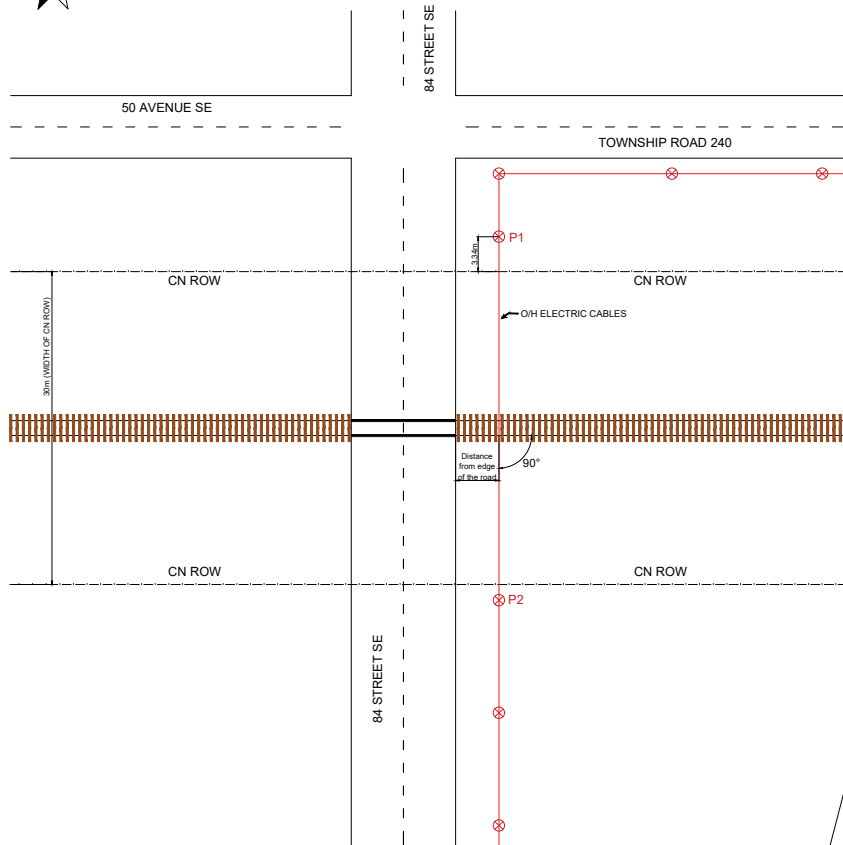 84 STREET SE
50 AVENUE SE
TOWNSHIP ROAD 240
P1
3.34m
CN ROW
CN ROW
O/H ELECTRIC CABLES
30m (WIDTH OF CN ROW)
Distance
from edge
of the road
90°
CN ROW
CN ROW
P2
84 STREET SE